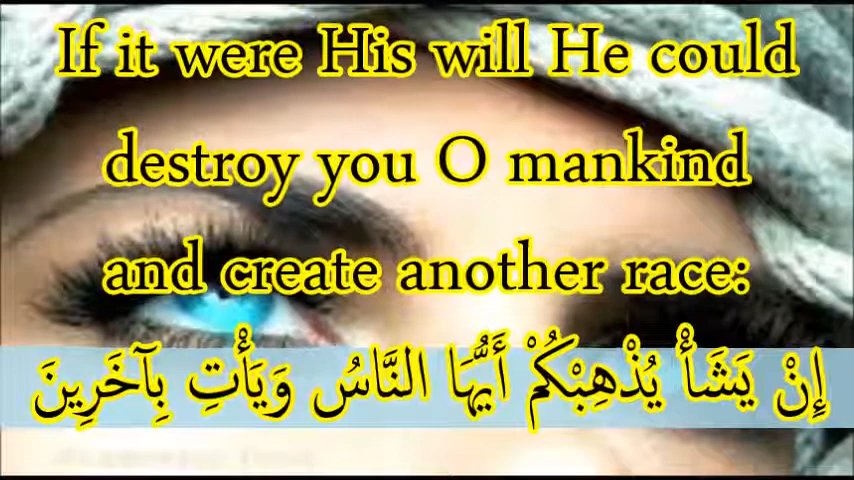 If it were His will He could
destroy you O mankind
and create another race:
إِنْ يَشَأْ يُذْهِبْكُمْ أَيُّهَا النَّاسُ وَيَأْتِ بِآخَرِينَ